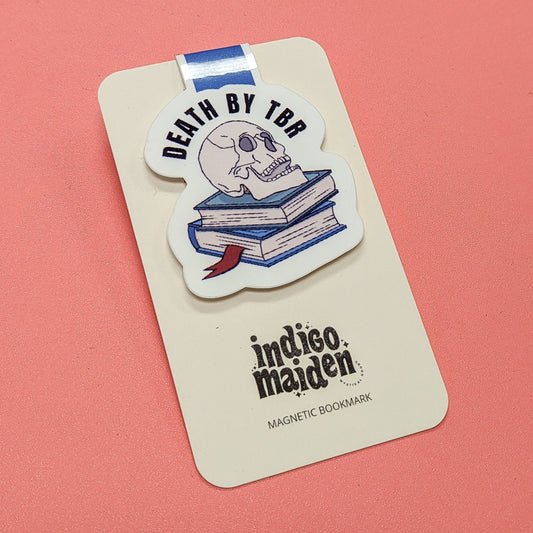 DEATH BY TBR
indigo
maiden
MAGNETIC BOOKMARK